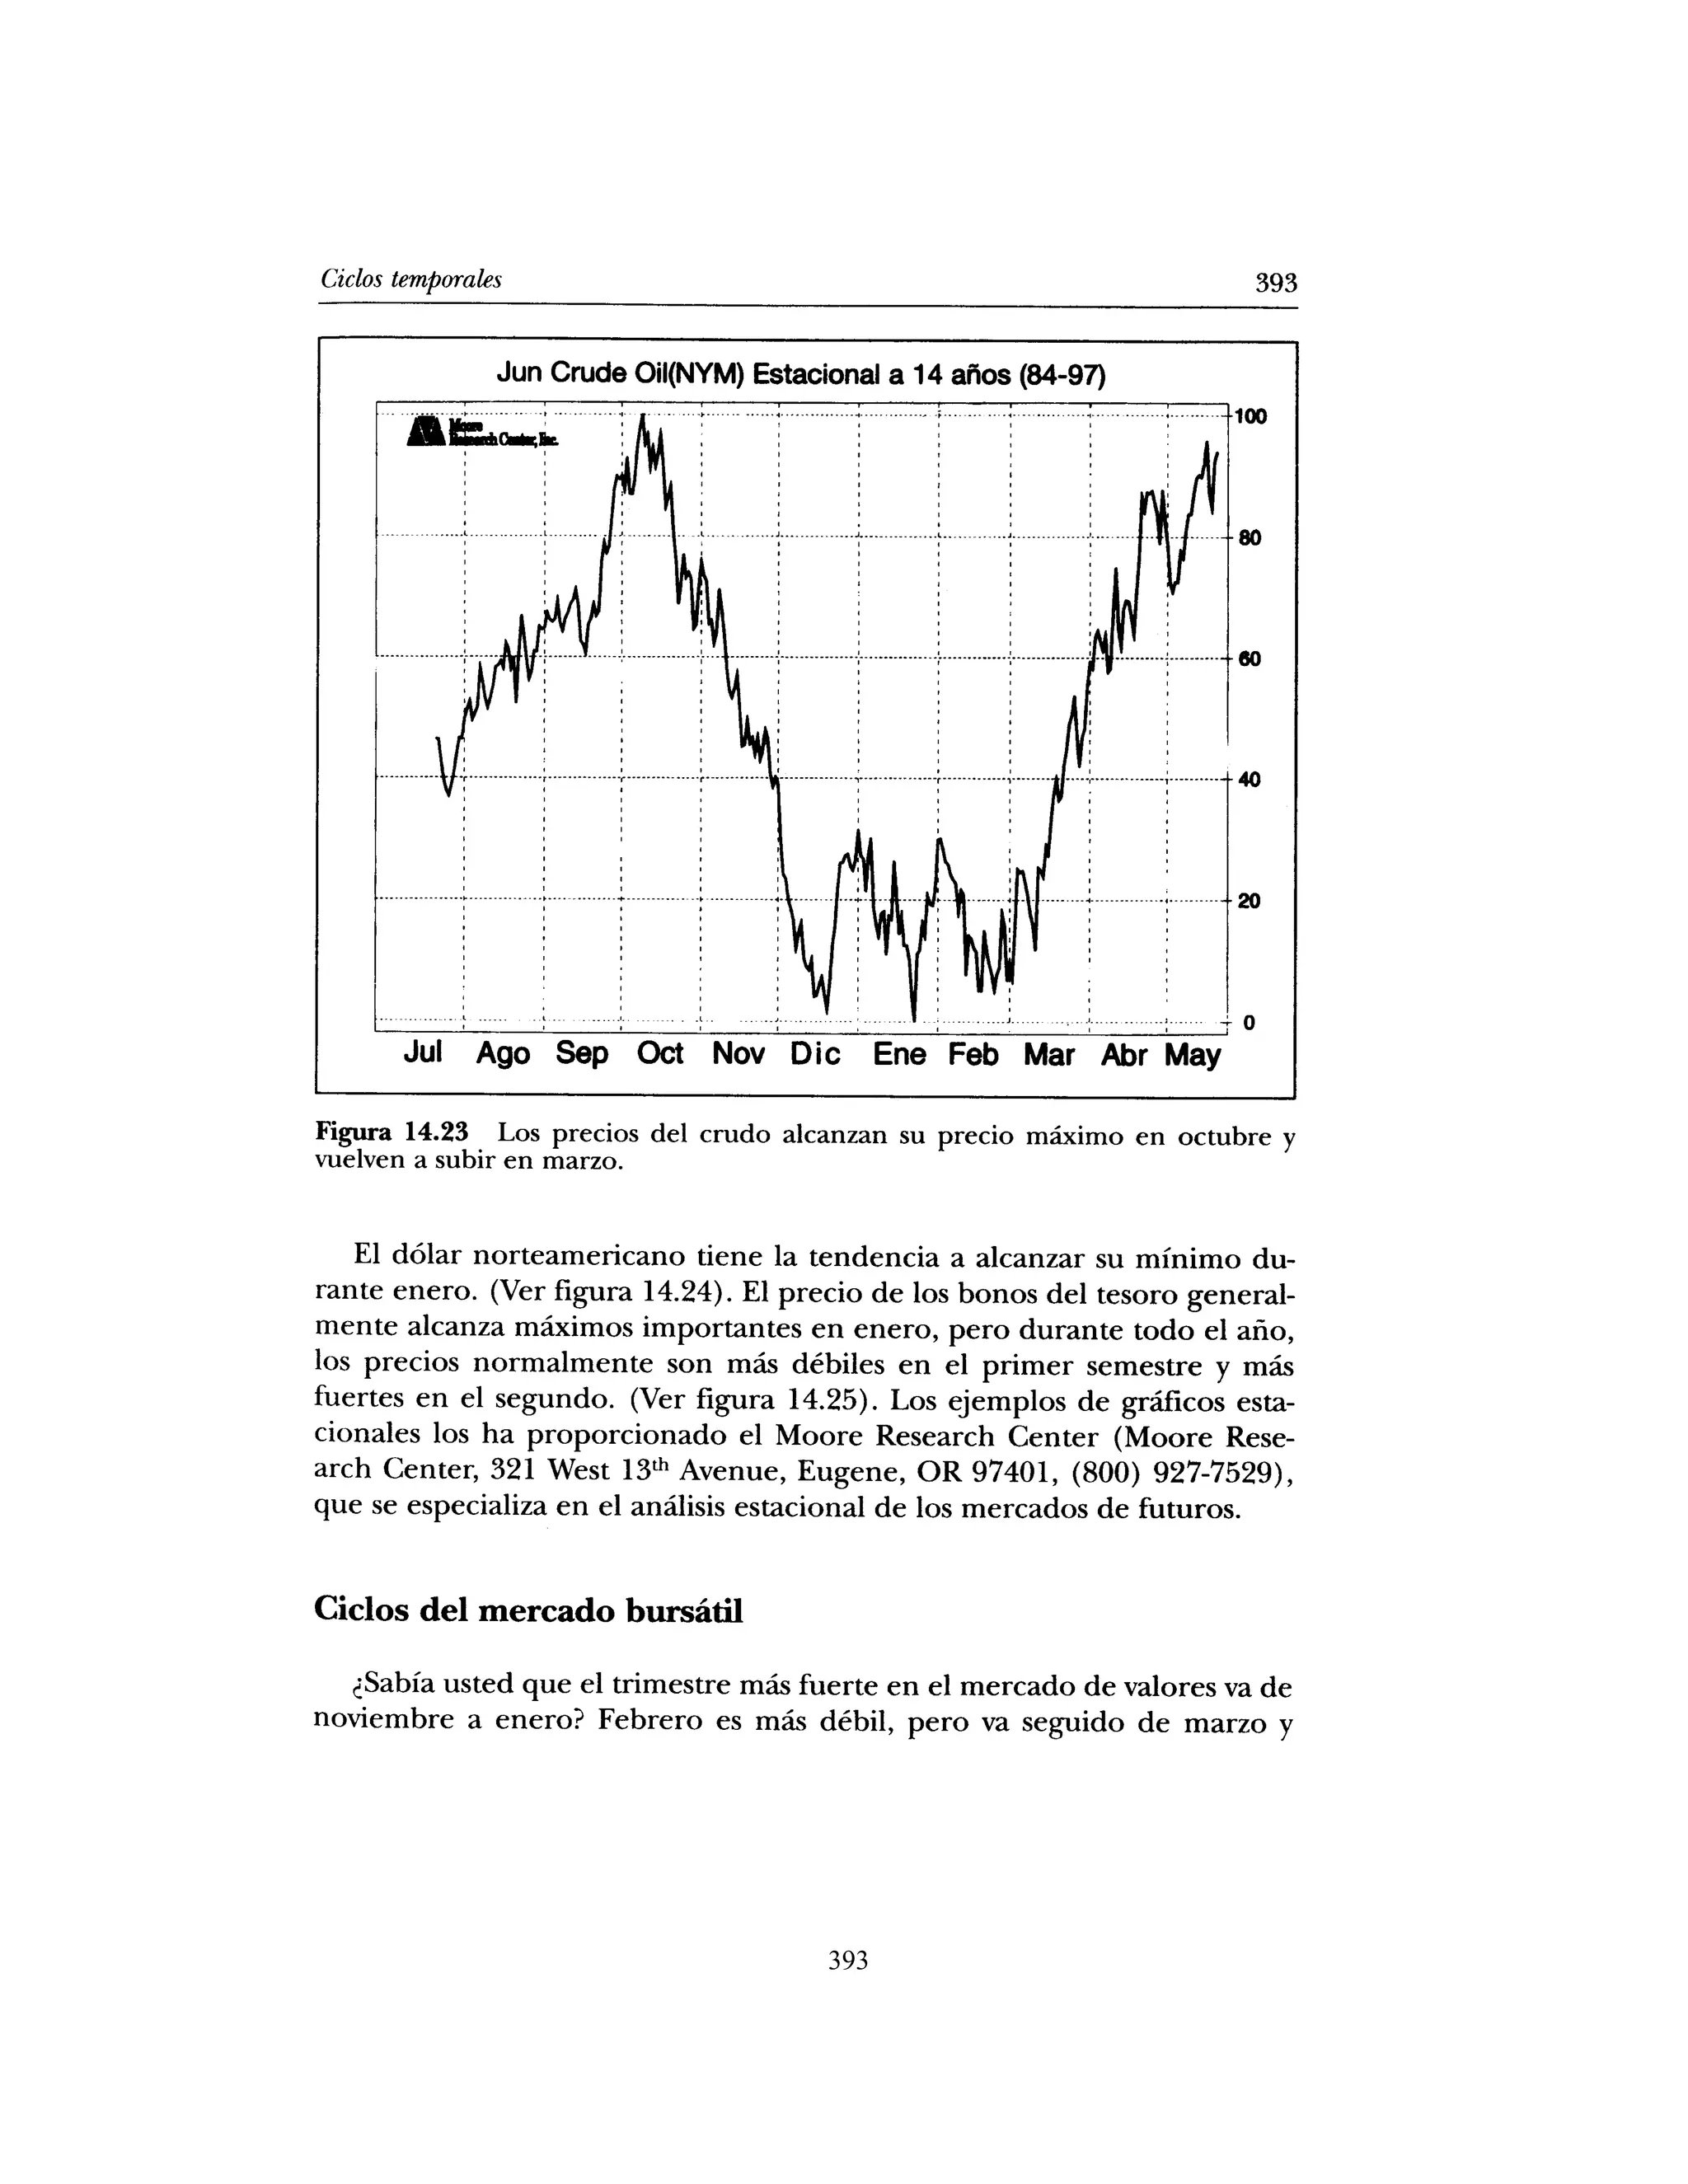 Ciclos temporales 393
Jun Crude Oil(NYM) Estacional a 14 años (84-97)
Moore
Research Center, Inc.
100
80
60
40
20
0
Jul Ago Sep Oct Nov Dic Ene Feb Mar Abr May
Figura 14.23 Los precios del crudo alcanzan su precio máximo en octubre y
vuelven a subir en marzo.
El dólar norteamericano tiene la tendencia a alcanzar su mínimo du-
rante enero. (Ver figura 14.24). El precio de los bonos del tesoro general-
mente alcanza máximos importantes en enero, pero durante todo el año,
los precios normalmente son más débiles en el primer semestre y más
fuertes en el segundo. (Ver figura 14.25). Los ejemplos de gráficos esta-
cionales los ha proporcionado el Moore Research Center (Moore Rese-
arch Center, 321 West 13th Avenue, Eugene, OR 97401, (800) 927-7529),
que se especializa en el análisis estacional de los mercados de futuros.
Ciclos del mercado bursátil
¿Sabía usted que el trimestre más fuerte en el mercado de valores va de
noviembre a enero? Febrero es más débil, pero va seguido de marzo y
393